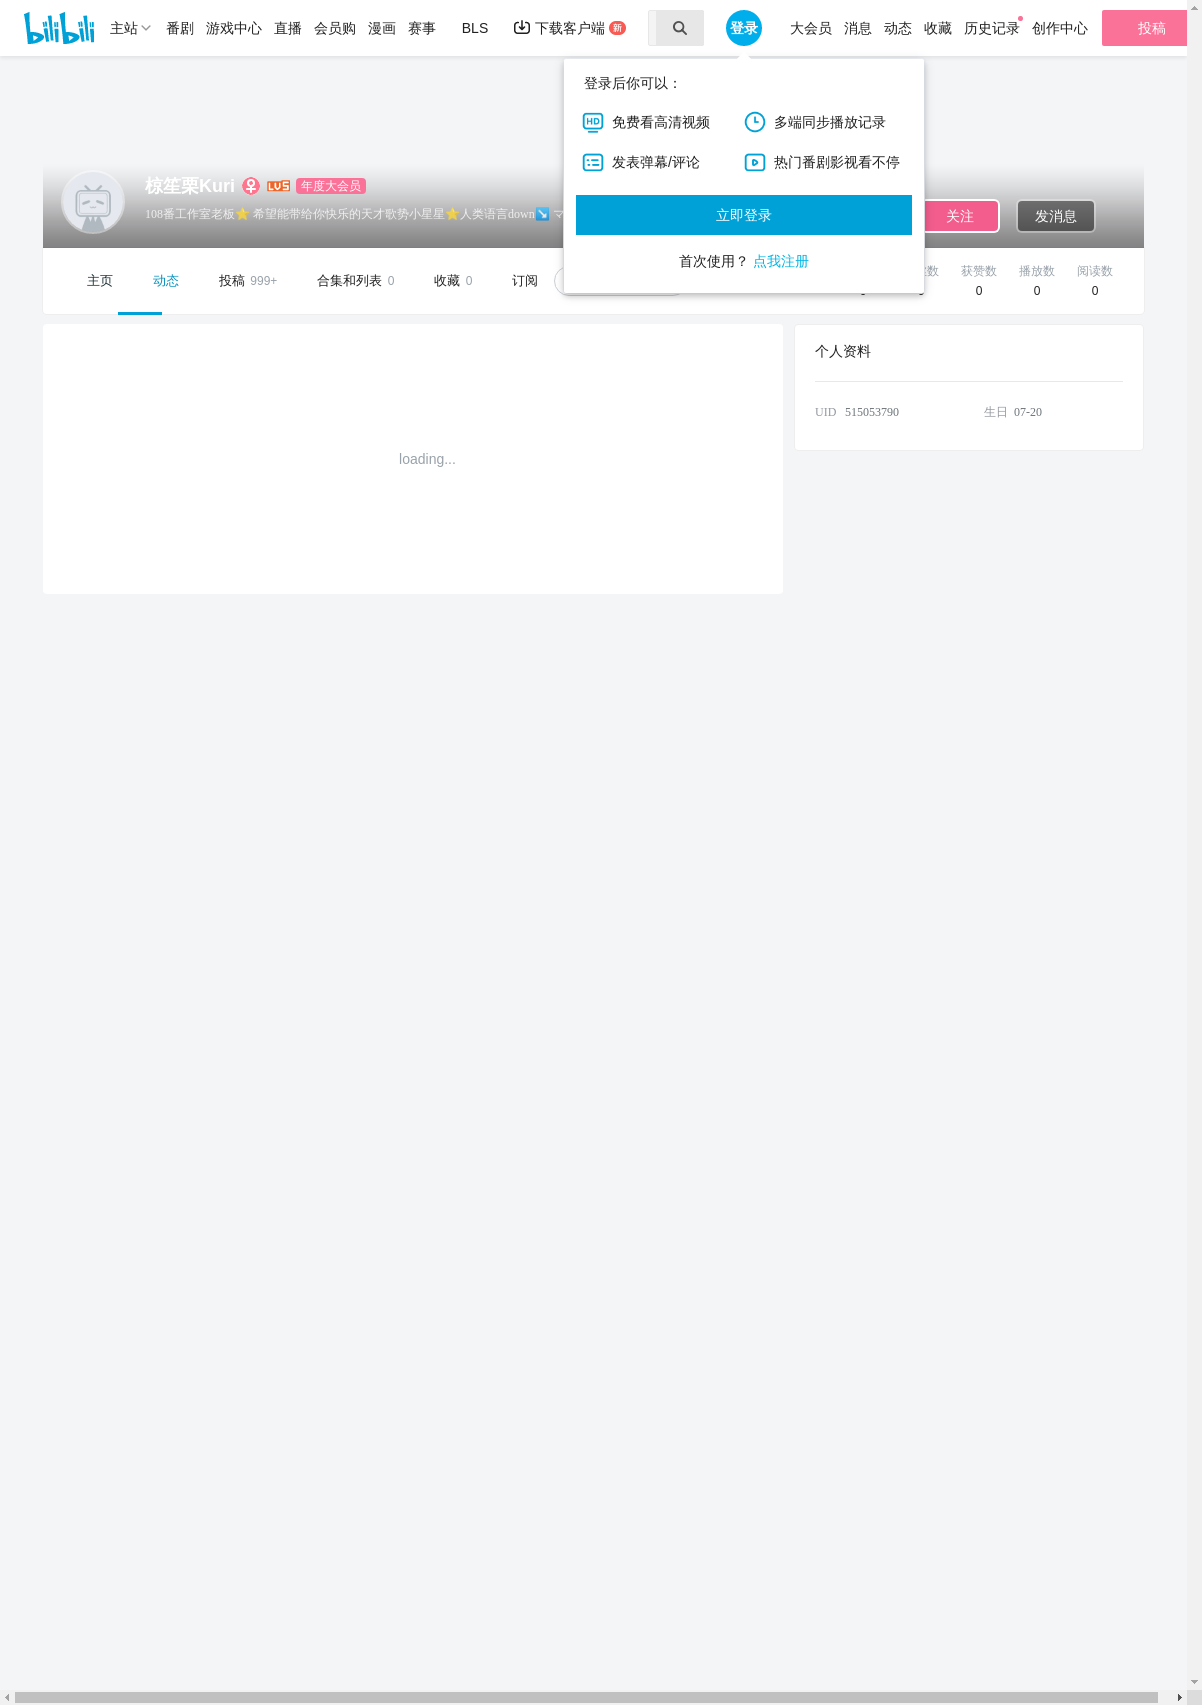 bilibili 主站 番剧 游戏中心 直播 会员购 漫画 赛事 BLS 下载客户端 新 登录 大会员 消息 动态 收藏 历史记录 创作中心 投稿
登录后你可以：
HD 免费看高清视频 多端同步播放记录
发表弹幕/评论 热门番剧影视看不停
立即登录
首次使用？ 点我注册
椋笙栗Kuri LV5 年度大会员
108番工作室老板⭐ 希望能带给你快乐的天才歌势小星星⭐人类语言down↘️
关注 发消息
主页 动态 投稿 999+ 合集和列表 0 收藏 0 订阅
数 获赞数 播放数 阅读数
0 0 0
loading...
个人资料
UID 515053790 生日 07-20